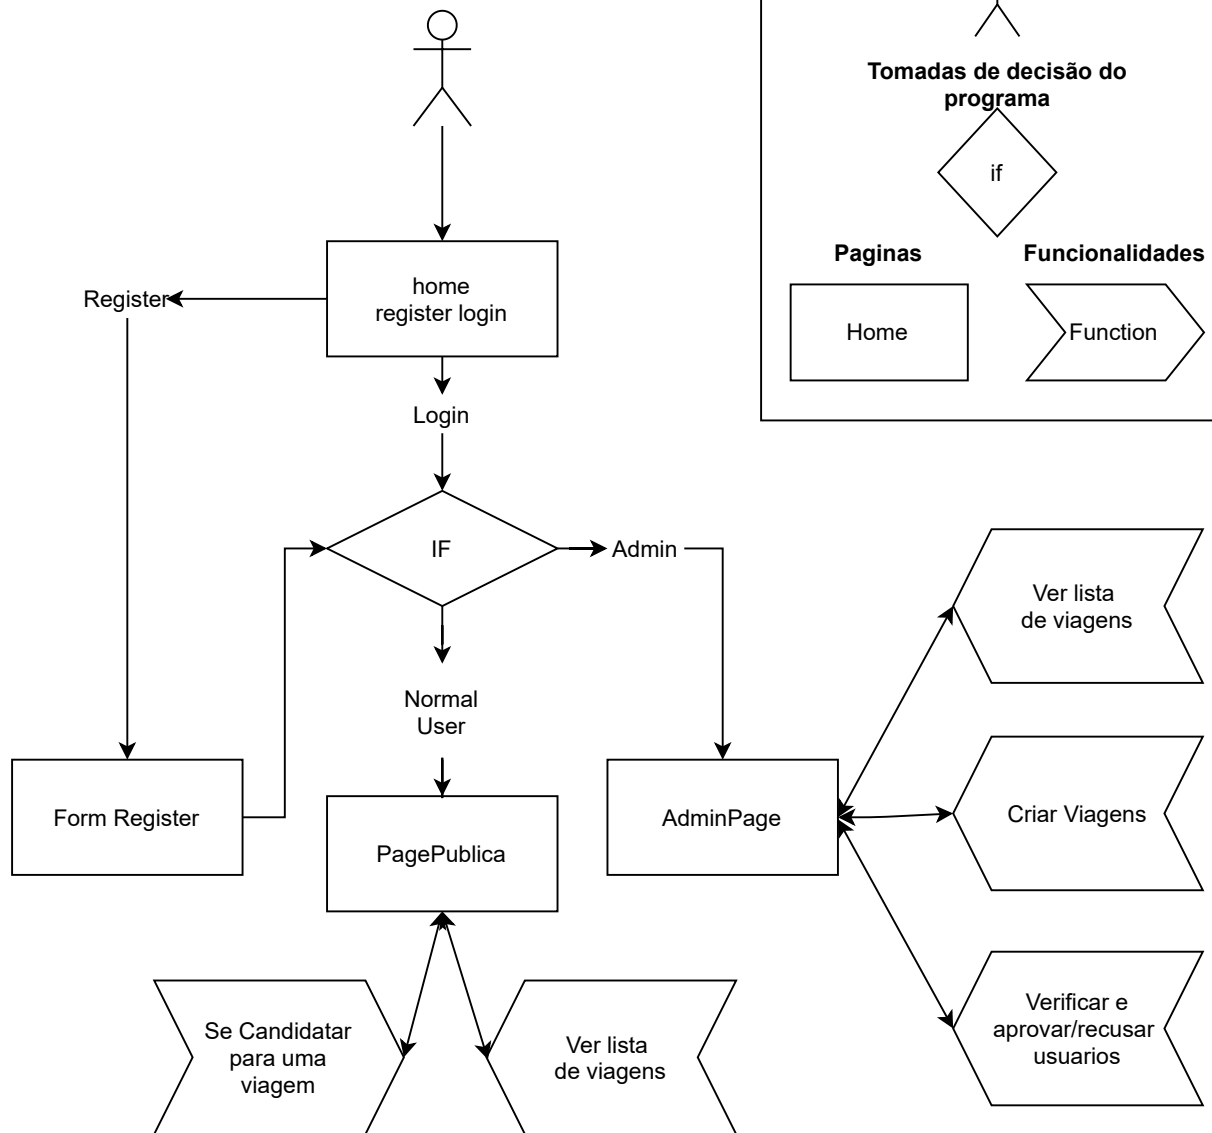 Tomadas de decisão do
programa
if
Paginas
Funcionalidades
Home
Function
home
register login
Register
Login
IF
Admin
Normal
User
Form Register
PagePublica
AdminPage
Ver lista
de viagens
Criar Viagens
Verificar e
aprovar/recusar
usuarios
Se Candidatar
para uma
viagem
Ver lista
de viagens